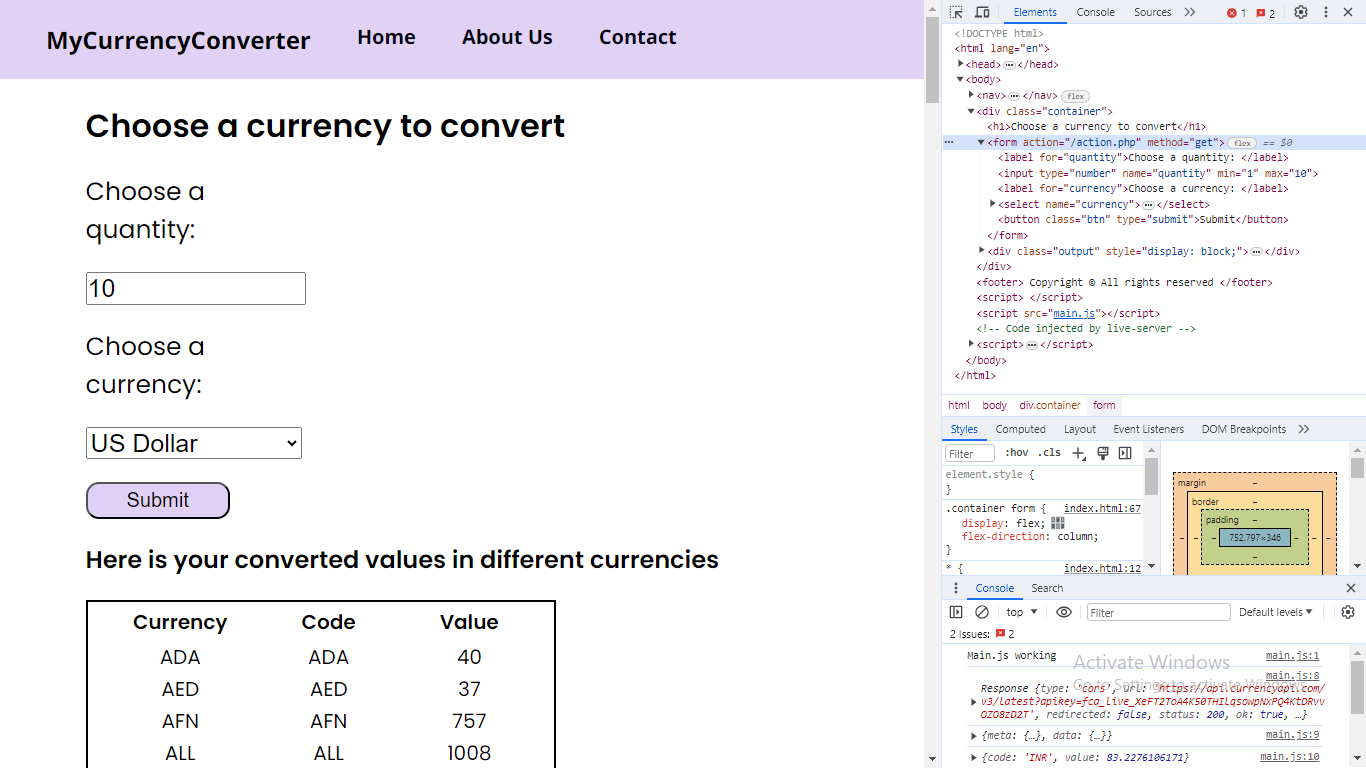 MyCurrencyConverter Home About Us Contact
Choose a currency to convert
Choose a
quantity:
10
Choose a
currency:
US Dollar
Submit
Here is your converted values in different currencies
Currency Code Value
ADA ADA 40
AED AED 37
AFN AFN 757
ALL ALL 1008
Elements Console Sources 1 2
<!DOCTYPE html>
<html lang="en">
<head> … </head>
<body>
<nav> … </nav> flex
<div class="container">
<h1>Choose a currency to convert</h1>
… <form action="/action.php" method="get"> flex == $0
<label for="quantity">Choose a quantity: </label>
<input type="number" name="quantity" min="1" max="10">
<label for="currency">Choose a currency: </label>
<select name="currency"> … </select>
<button class="btn" type="submit">Submit</button>
</form>
<div class="output" style="display: block;"> … </div>
</div>
<footer> Copyright © All rights reserved </footer>
<script> </script>
<script src="main.js"></script>
<!-- Code injected by live-server -->
<script> … </script>
</body>
</html>
html body div.container form
Styles Computed Layout Event Listeners DOM Breakpoints
Filter :hov .cls
element.style {
}
.container form { index.html:67
display: flex;
flex-direction: column;
}
* { index.html:12
margin –
border –
padding –
– – – 752.797×346 – – –
–
Console Search
top Filter Default levels
2 Issues: 2
Main.js working main.js:1
main.js:8
Response {type: 'cors', url: 'https://api.currencyapi.com/
v3/latest?apikey=fca_live_XeFT2ToA4K50THILqsowpNxPQ4KtDRvv
OZO8zD2T', redirected: false, status: 200, ok: true, …}
{meta: {…}, data: {…}} main.js:9
{code: 'INR', value: 83.2276106171} main.js:10
Activate Windows
Go to Settings to activate Windows.